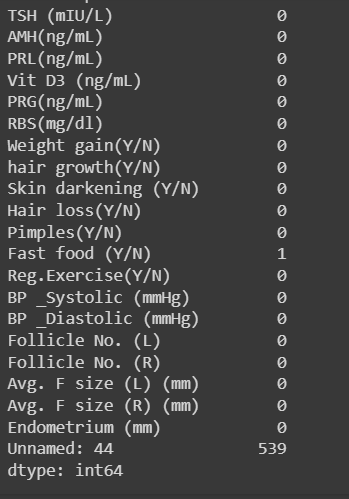 TSH (mIU/L) 0
AMH(ng/mL) 0
PRL(ng/mL) 0
Vit D3 (ng/mL) 0
PRG(ng/mL) 0
RBS(mg/dl) 0
Weight gain(Y/N) 0
hair growth(Y/N) 0
Skin darkening (Y/N) 0
Hair loss(Y/N) 0
Pimples(Y/N) 0
Fast food (Y/N) 1
Reg.Exercise(Y/N) 0
BP _Systolic (mmHg) 0
BP _Diastolic (mmHg) 0
Follicle No. (L) 0
Follicle No. (R) 0
Avg. F size (L) (mm) 0
Avg. F size (R) (mm) 0
Endometrium (mm) 0
Unnamed: 44 539
dtype: int64